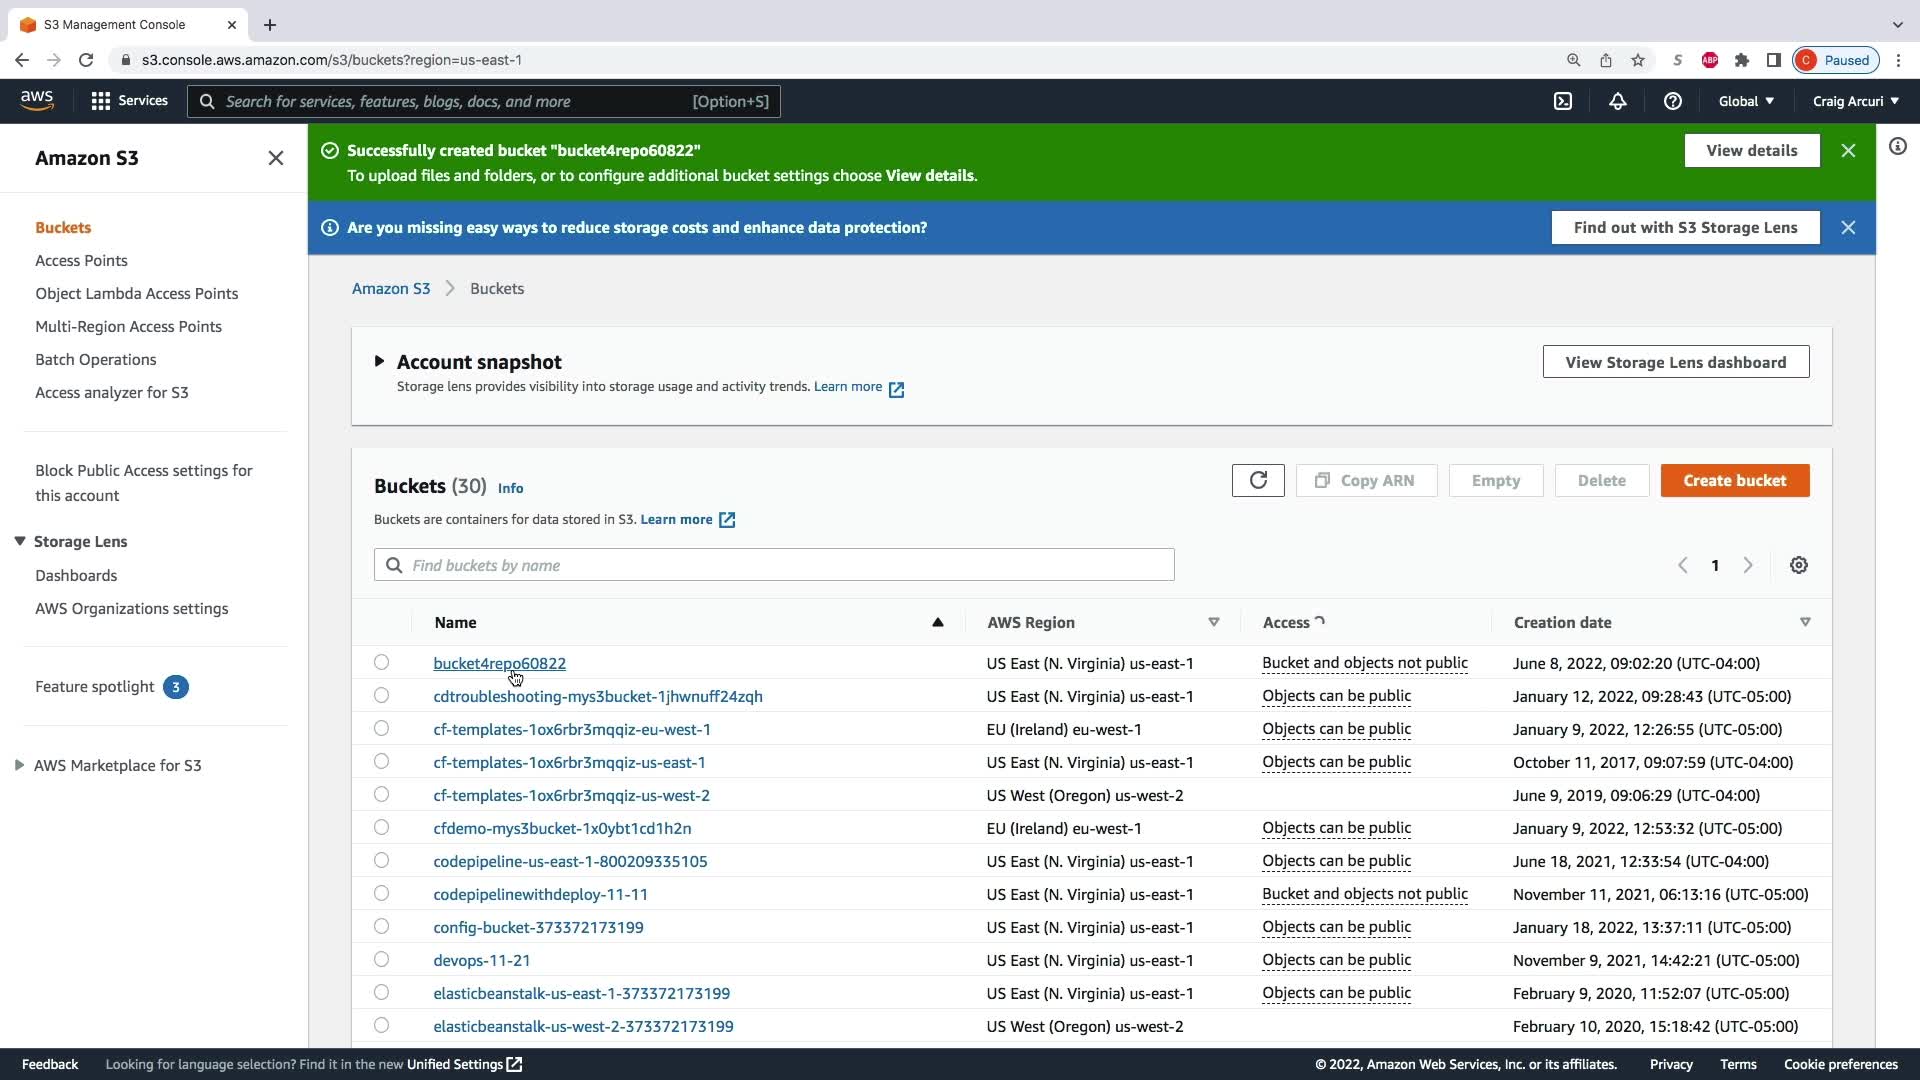 S3 Management Console
s3.console.aws.amazon.com/s3/buckets?region=us-east-1
S ABP C Paused
aws Services Search for services, features, blogs, docs, and more [Option+S] Global Craig Arcuri
Amazon S3
Buckets
Access Points
Object Lambda Access Points
Multi-Region Access Points
Batch Operations
Access analyzer for S3
Block Public Access settings for
this account
Storage Lens
Dashboards
AWS Organizations settings
Feature spotlight 3
AWS Marketplace for S3
Successfully created bucket "bucket4repo60822"
To upload files and folders, or to configure additional bucket settings choose View details.
View details
Are you missing easy ways to reduce storage costs and enhance data protection?
Find out with S3 Storage Lens
Amazon S3 Buckets
Account snapshot
Storage lens provides visibility into storage usage and activity trends. Learn more
View Storage Lens dashboard
Buckets (30) Info
Buckets are containers for data stored in S3. Learn more
Copy ARN Empty Delete Create bucket
Find buckets by name
1
Name AWS Region Access Creation date
bucket4repo60822 US East (N. Virginia) us-east-1 Bucket and objects not public June 8, 2022, 09:02:20 (UTC-04:00)
cdtroubleshooting-mys3bucket-1jhwnuff24zqh US East (N. Virginia) us-east-1 Objects can be public January 12, 2022, 09:28:43 (UTC-05:00)
cf-templates-1ox6rbr3mqqiz-eu-west-1 EU (Ireland) eu-west-1 Objects can be public January 9, 2022, 12:26:55 (UTC-05:00)
cf-templates-1ox6rbr3mqqiz-us-east-1 US East (N. Virginia) us-east-1 Objects can be public October 11, 2017, 09:07:59 (UTC-04:00)
cf-templates-1ox6rbr3mqqiz-us-west-2 US West (Oregon) us-west-2 June 9, 2019, 09:06:29 (UTC-04:00)
cfdemo-mys3bucket-1x0ybt1cd1h2n EU (Ireland) eu-west-1 Objects can be public January 9, 2022, 12:53:32 (UTC-05:00)
codepipeline-us-east-1-800209335105 US East (N. Virginia) us-east-1 Objects can be public June 18, 2021, 12:33:54 (UTC-04:00)
codepipelinewithdeploy-11-11 US East (N. Virginia) us-east-1 Bucket and objects not public November 11, 2021, 06:13:16 (UTC-05:00)
config-bucket-373372173199 US East (N. Virginia) us-east-1 Objects can be public January 18, 2022, 13:37:11 (UTC-05:00)
devops-11-21 US East (N. Virginia) us-east-1 Objects can be public November 9, 2021, 14:42:21 (UTC-05:00)
elasticbeanstalk-us-east-1-373372173199 US East (N. Virginia) us-east-1 Objects can be public February 9, 2020, 11:52:07 (UTC-05:00)
elasticbeanstalk-us-west-2-373372173199 US West (Oregon) us-west-2 February 10, 2020, 15:18:42 (UTC-05:00)
Feedback Looking for language selection? Find it in the new Unified Settings © 2022, Amazon Web Services, Inc. or its affiliates. Privacy Terms Cookie preferences